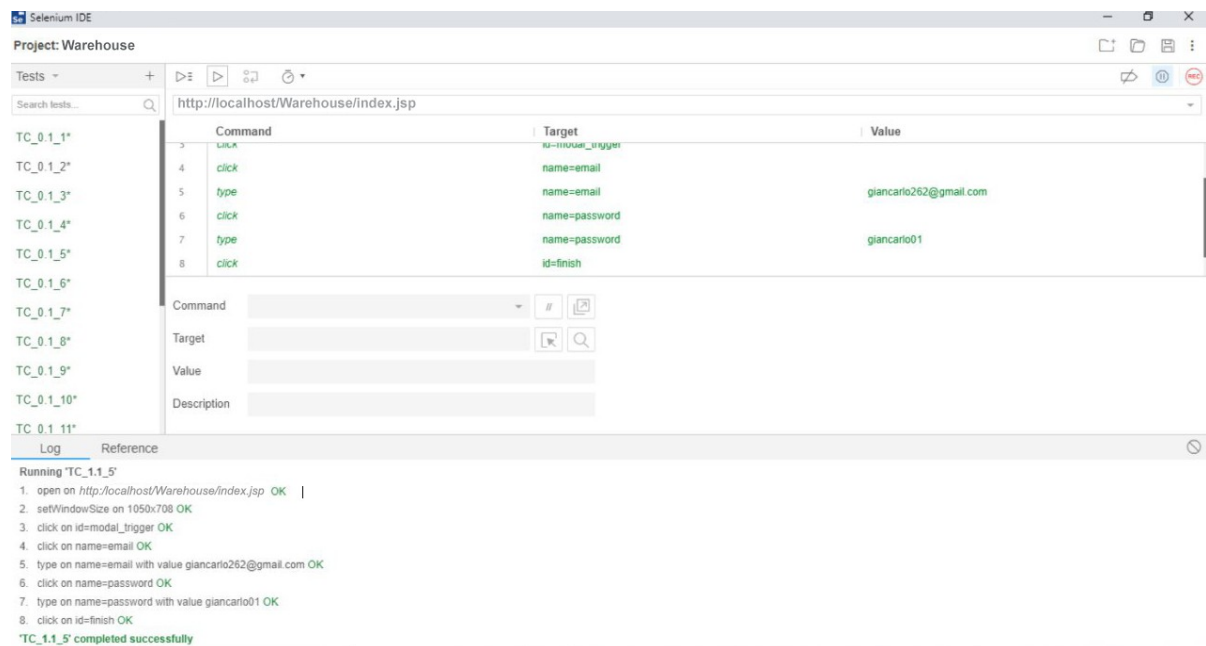 Se Selenium IDE
Project: Warehouse
Tests
Search tests...
TC_0.1_1*
TC_0.1_2*
TC_0.1_3*
TC_0.1_4*
TC_0.1_5*
TC_0.1_6*
TC_0.1_7*
TC_0.1_8*
TC_0.1_9*
TC_0.1_10*
TC_0.1_11*
REC
http://localhost/Warehouse/index.jsp
Command Target Value
3 click id=modal_trigger
4 click name=email
5 type name=email giancarlo262@gmail.com
6 click name=password
7 type name=password giancarlo01
8 click id=finish
Command //
Target
Value
Description
Log Reference
Running 'TC_1.1_5'
1. open on http:/localhost/Warehouse/index.jsp OK
2. setWindowSize on 1050x708 OK
3. click on id=modal_trigger OK
4. click on name=email OK
5. type on name=email with value giancarlo262@gmail.com OK
6. click on name=password OK
7. type on name=password with value giancarlo01 OK
8. click on id=finish OK
'TC_1.1_5' completed successfully